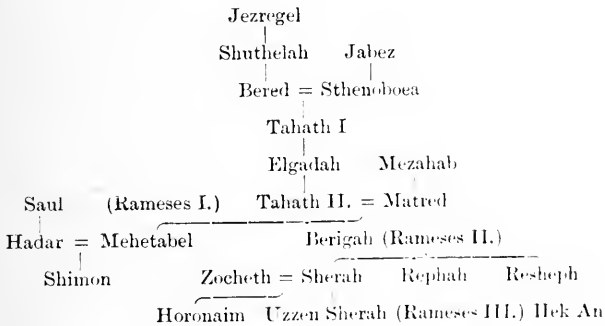 Jezregel
Shuthelah Jabez
Bered = Sthenoboea
Tahath I
Elgadah Mezahab
Saul (Rameses I.) Tahath II. = Matred
Hadar = Mehetabel Berigah (Rameses II.)
Shimon Zocheth = Sherah Rephah Resheph
Horonaim Uzzen Sherah (Rameses III.) Hek An